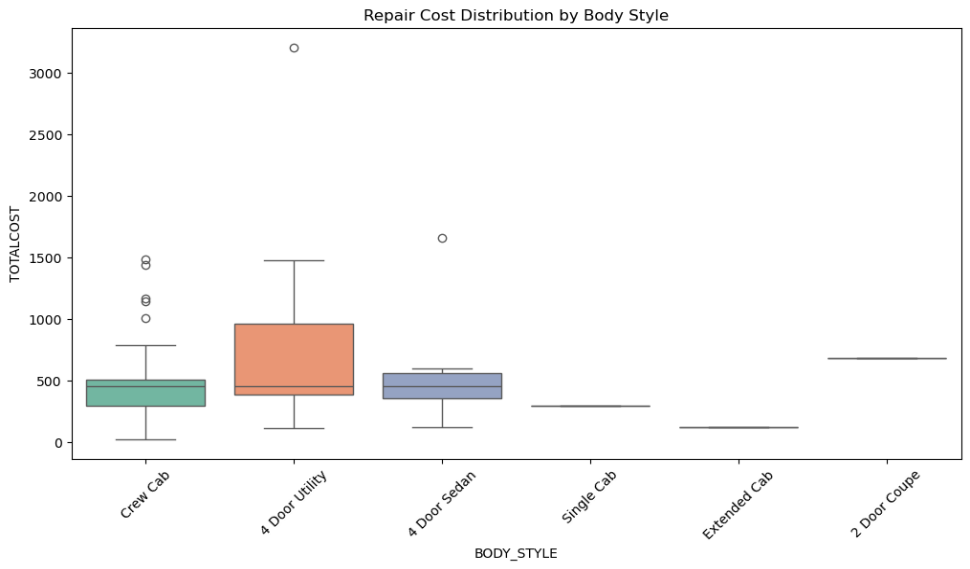 Repair Cost Distribution by Body Style
TOTALCOST
3000
2500
2000
1500
1000
500
0
Crew Cab
4 Door Utility
4 Door Sedan
Single Cab
Extended Cab
2 Door Coupe
BODY_STYLE